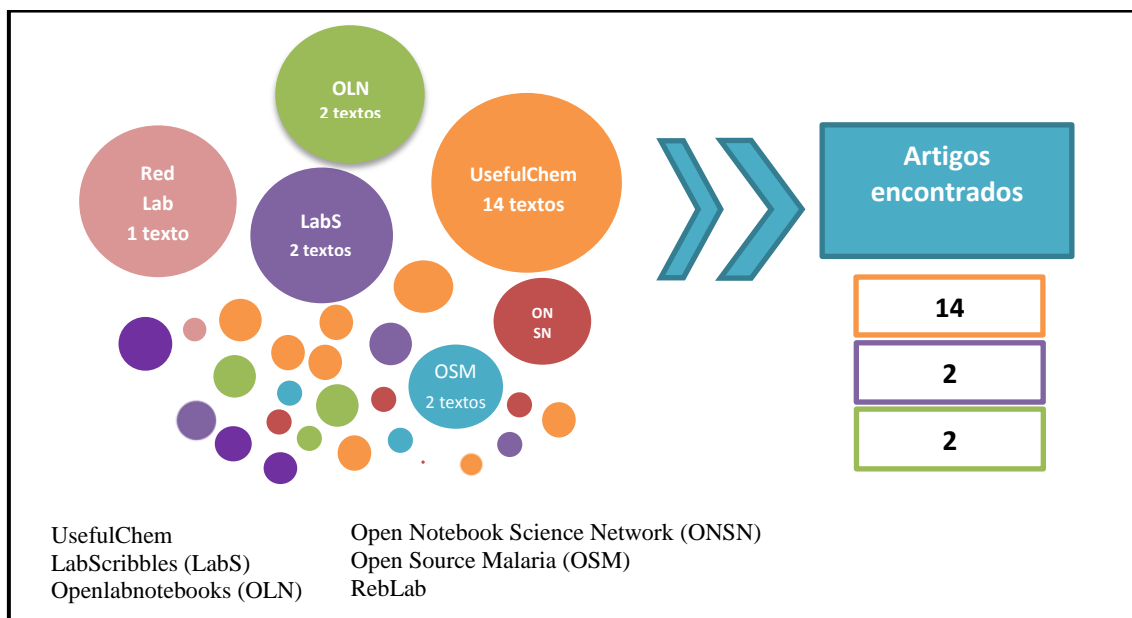 OLN
2 textos
Red
Lab
1 texto
LabS
2 textos
UsefulChem
14 textos
ON
SN
OSM
2 textos
Artigos
encontrados
14
2
2
UsefulChem
LabScribbles (LabS)
Openlabnotebooks (OLN)
Open Notebook Science Network (ONSN)
Open Source Malaria (OSM)
RebLab